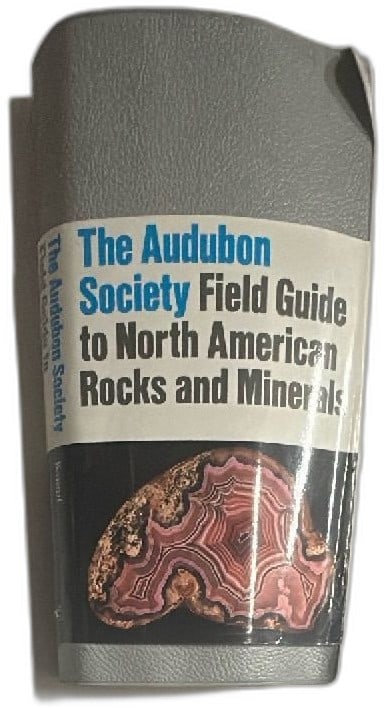 The Audubon
Society Field Guide
to North American
Rocks and Minerals
The Audubon Society